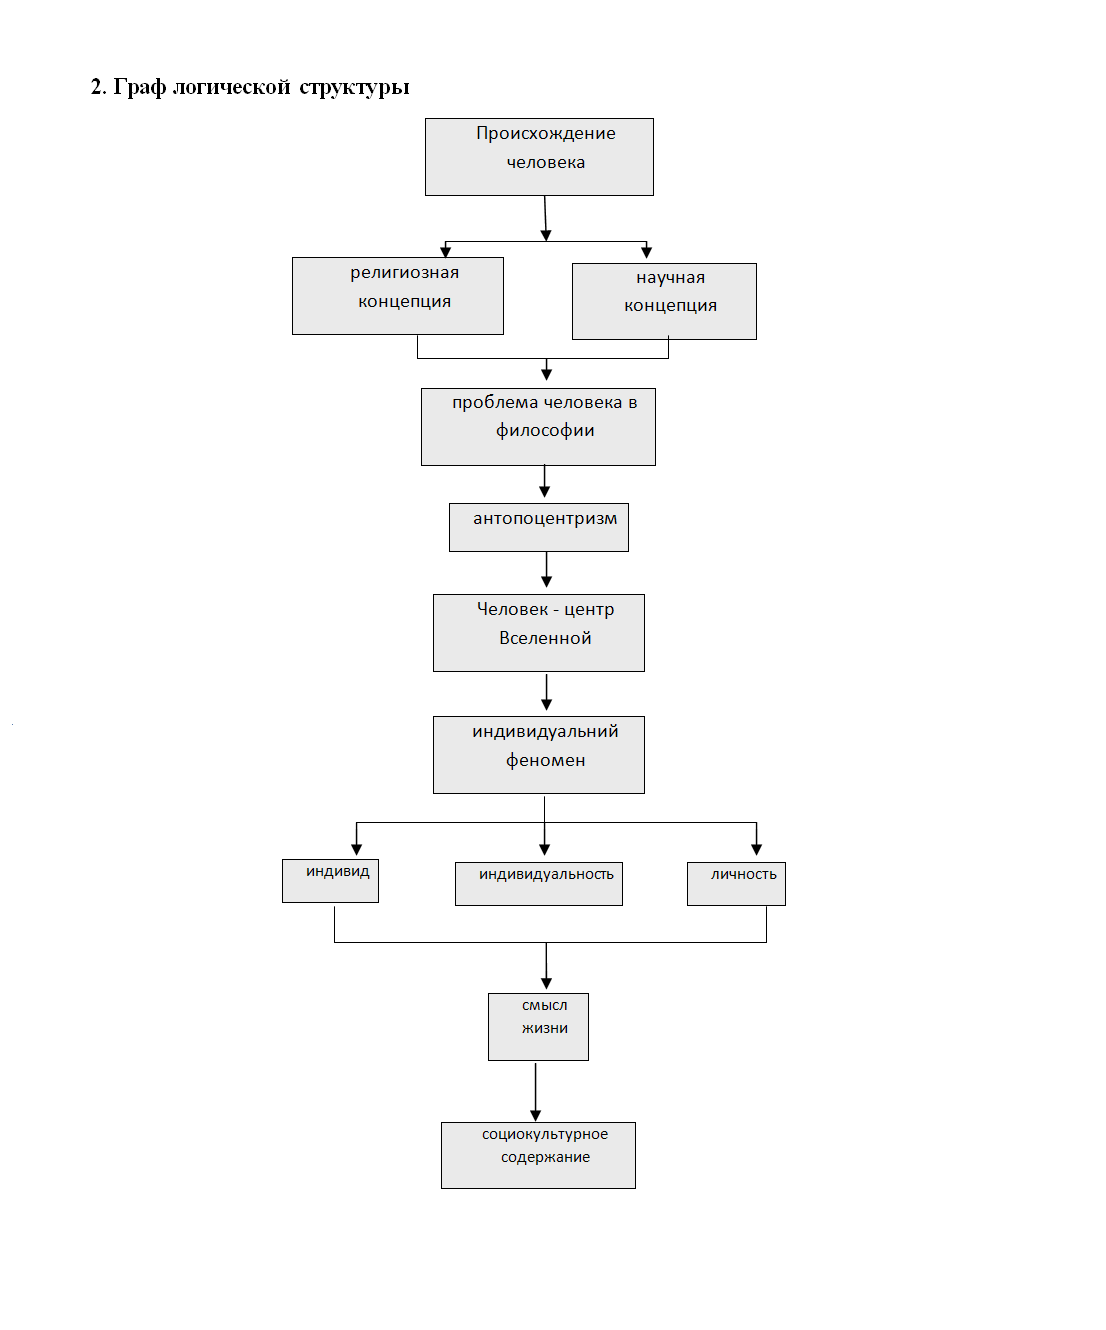 2. Граф логической структуры
Происхождение
человека
религиозная
концепция
научная
концепция
проблема человека в
философии
антопоцентризм
Человек - центр
Вселенной
индивидуальний
феномен
индивид
индивидуальность
личность
смысл
жизни
социокультурное
содержание